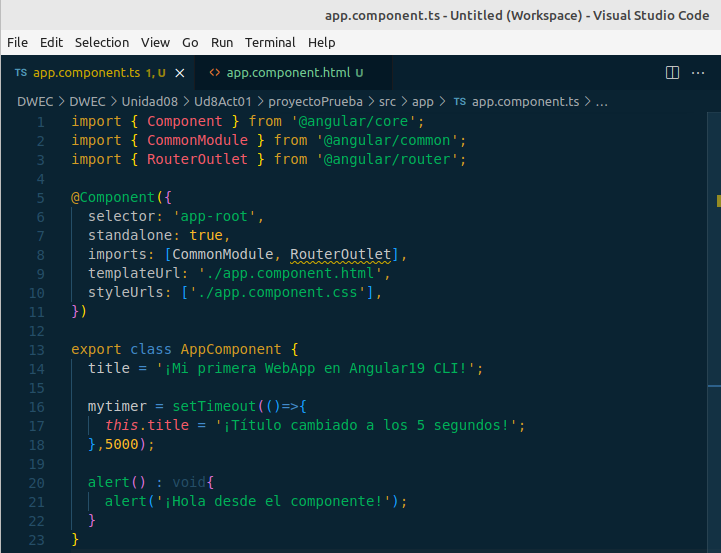 app.component.ts - Untitled (Workspace) - Visual Studio Code
File Edit Selection View Go Run Terminal Help
TS app.component.ts 1, U × <> app.component.html U ···
DWEC > DWEC > Unidad08 > Ud8Act01 > proyectoPrueba > src > app > TS app.component.ts > ...
1 import { Component } from '@angular/core';
2 import { CommonModule } from '@angular/common';
3 import { RouterOutlet } from '@angular/router';
4
5 @Component({
6 selector: 'app-root',
7 standalone: true,
8 imports: [CommonModule, RouterOutlet],
9 templateUrl: './app.component.html',
10 styleUrls: ['./app.component.css'],
11 })
12
13 export class AppComponent {
14 title = '¡Mi primera WebApp en Angular19 CLI!';
15
16 mytimer = setTimeout(()=>{
17 this.title = '¡Título cambiado a los 5 segundos!';
18 },5000);
19
20 alert() : void{
21 alert('¡Hola desde el componente!');
22 }
23 }